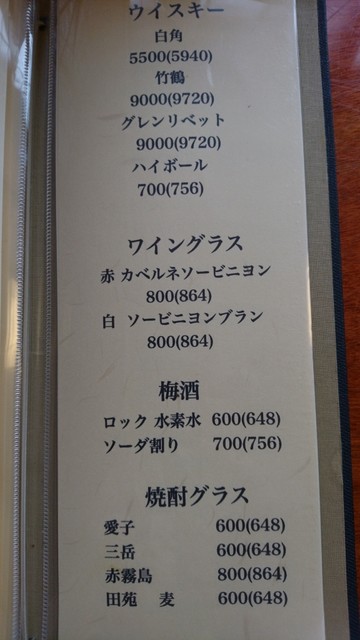 ウイスキー
白角
5500(5940)
竹鶴
9000(9720)
グレンリベット
9000(9720)
ハイボール
700(756)
ワイングラス
赤 カベルネソービニヨン
800(864)
白 ソービニヨンブラン
800(864)
梅酒
ロック 水素水 600(648)
ソーダ割り 700(756)
焼酎グラス
愛子 600(648)
三岳 600(648)
赤霧島 800(864)
田苑 麦 600(648)